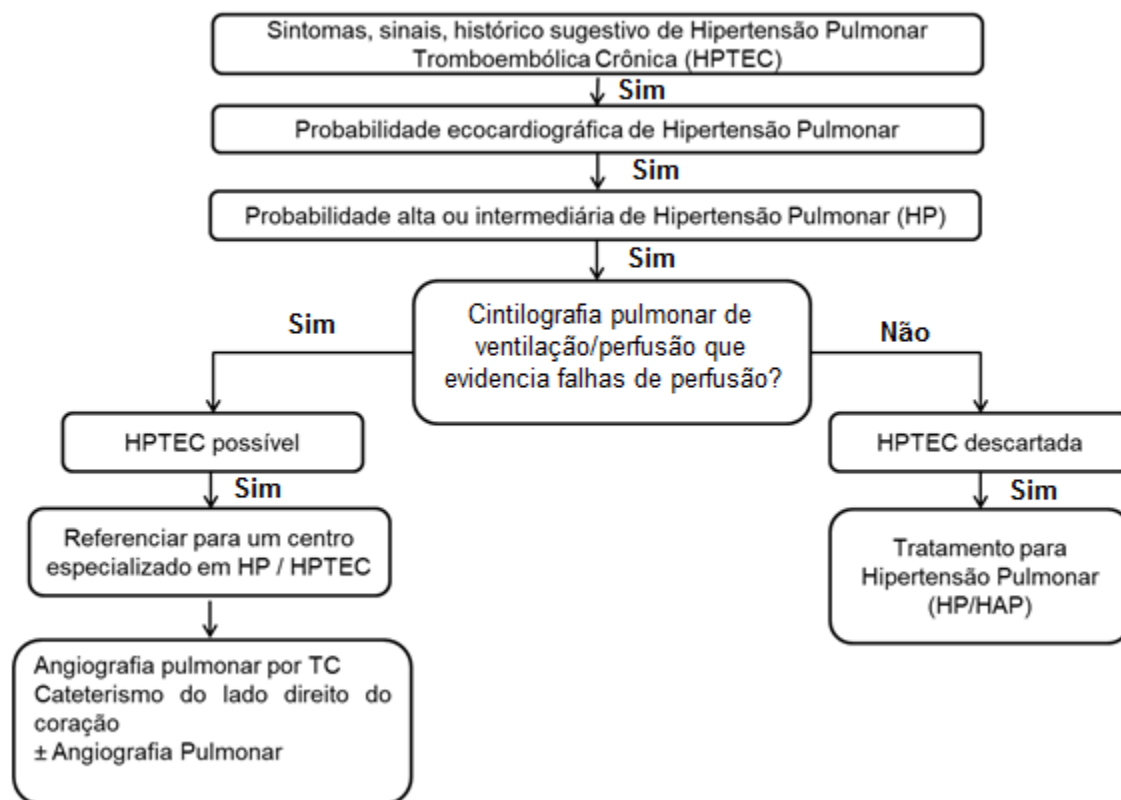 Sintomas, sinais, histórico sugestivo de Hipertensão Pulmonar
Tromboembólica Crônica (HPTEC)
Sim
Probabilidade ecocardiográfica de Hipertensão Pulmonar
Sim
Probabilidade alta ou intermediária de Hipertensão Pulmonar (HP)
Sim
Cintilografia pulmonar de
ventilação/perfusão que
evidencia falhas de perfusão?
Sim
Não
HPTEC possível
HPTEC descartada
Sim
Sim
Referenciar para um centro
especializado em HP / HPTEC
Tratamento para
Hipertensão Pulmonar
(HP/HAP)
Angiografia pulmonar por TC
Cateterismo do lado direito do
coração
± Angiografia Pulmonar